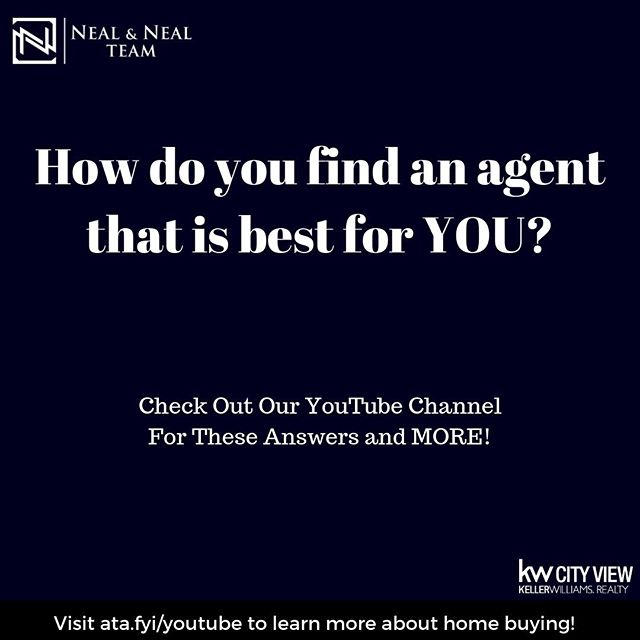 NEAL & NEAL
TEAM
How do you find an agent
that is best for YOU?
Check Out Our YouTube Channel
For These Answers and MORE!
kw CITY VIEW
KELLERWILLIAMS. REALTY
Visit ata.fyi/youtube to learn more about home buying!